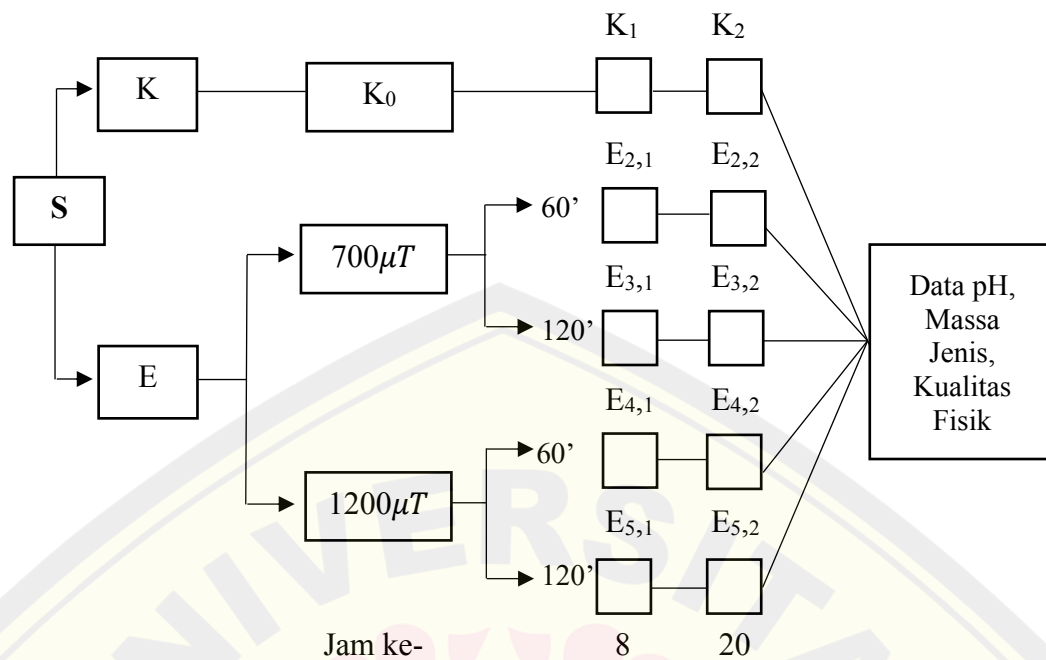 K₁ K₂
K K₀
S
E₂,₁ E₂,₂
60’
700μT
E₃,₁ E₃,₂
120’
Data pH,
Massa
Jenis,
Kualitas
Fisik
E
E₄,₁ E₄,₂
60’
1200μT
E₅,₁ E₅,₂
120’
Jam ke- 8 20
UNIVERSITA